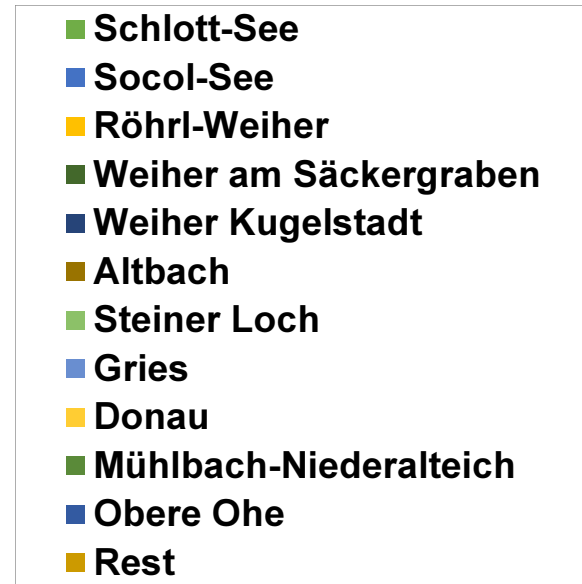 Schlott-See
Socol-See
Röhrl-Weiher
Weiher am Säckergraben
Weiher Kugelstadt
Altbach
Steiner Loch
Gries
Donau
Mühlbach-Niederalteich
Obere Ohe
Rest